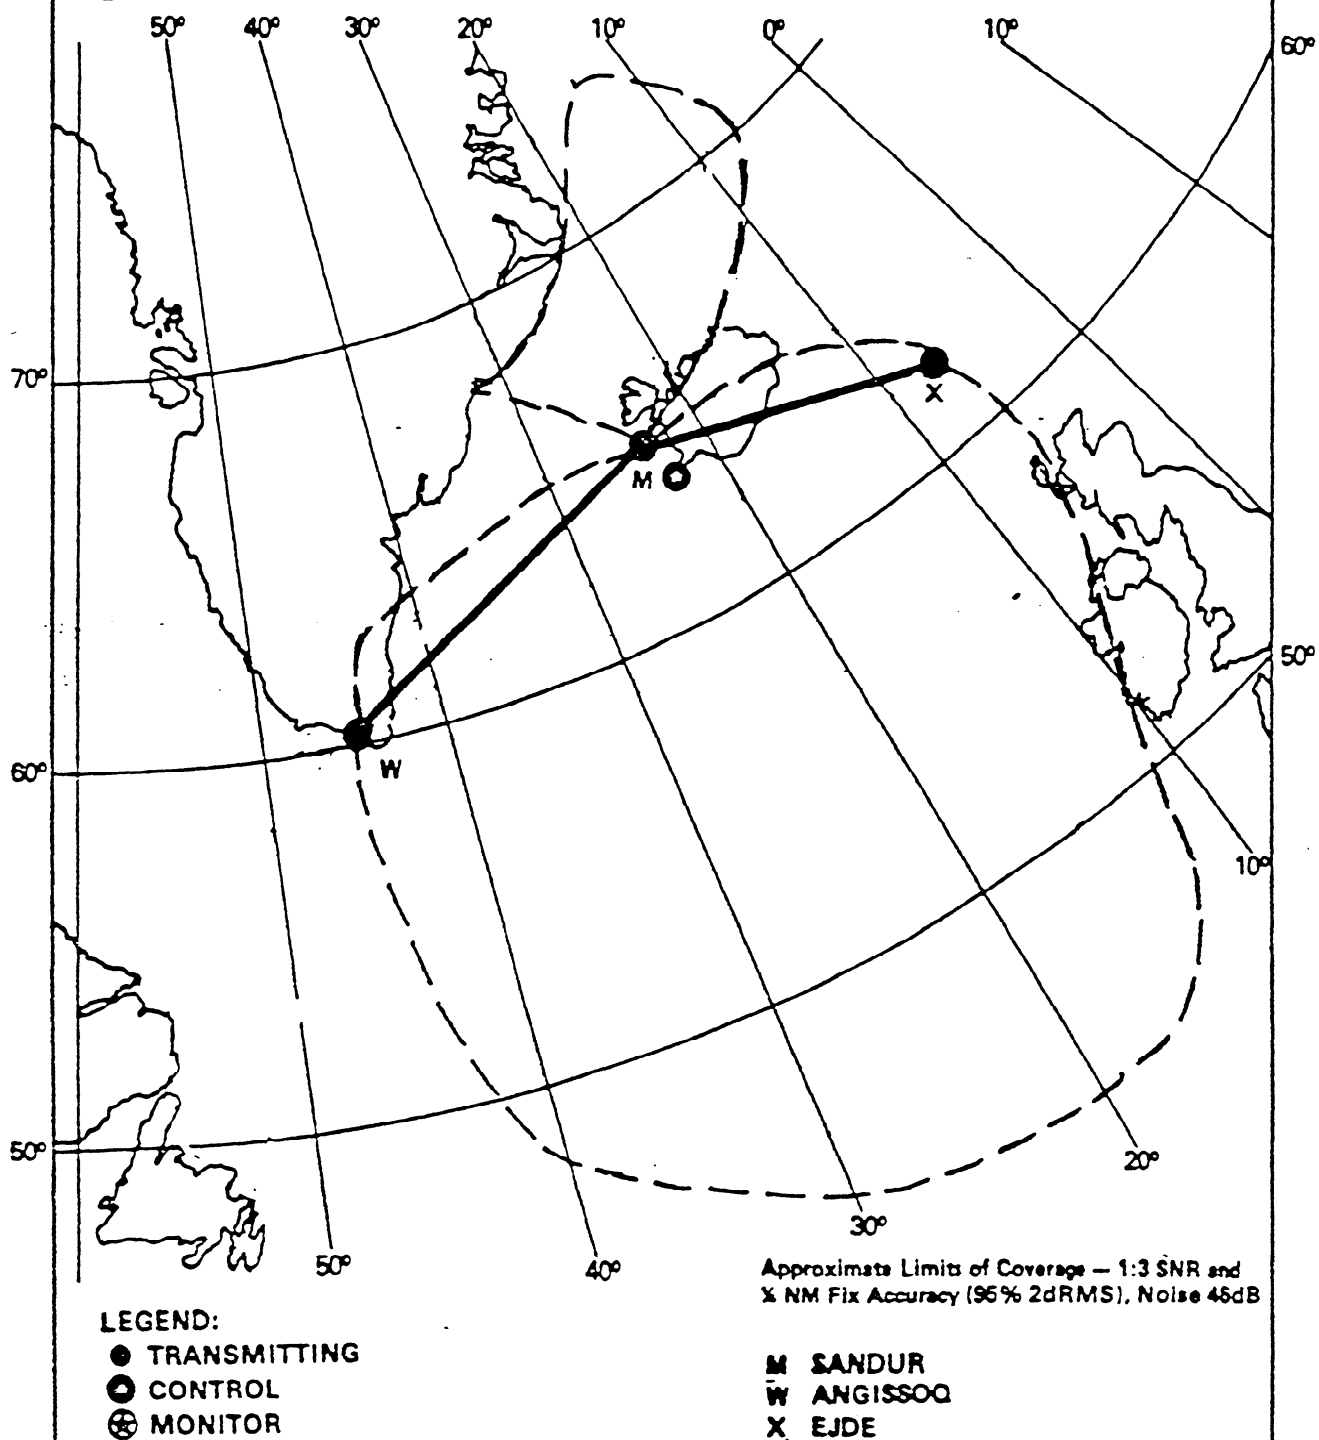 50° 40° 30° 20° 10° 0° 10°
60°
70°
M
X
50°
60°
W
10°
50°
20°
30°
50°
40°
Approximate Limits of Coverage — 1:3 SNR and
¼ NM Fix Accuracy (95% 2dRMS), Noise 45dB
LEGEND:
TRANSMITTING
CONTROL
MONITOR
M SANDUR
W ANGISSOQ
X EJDE